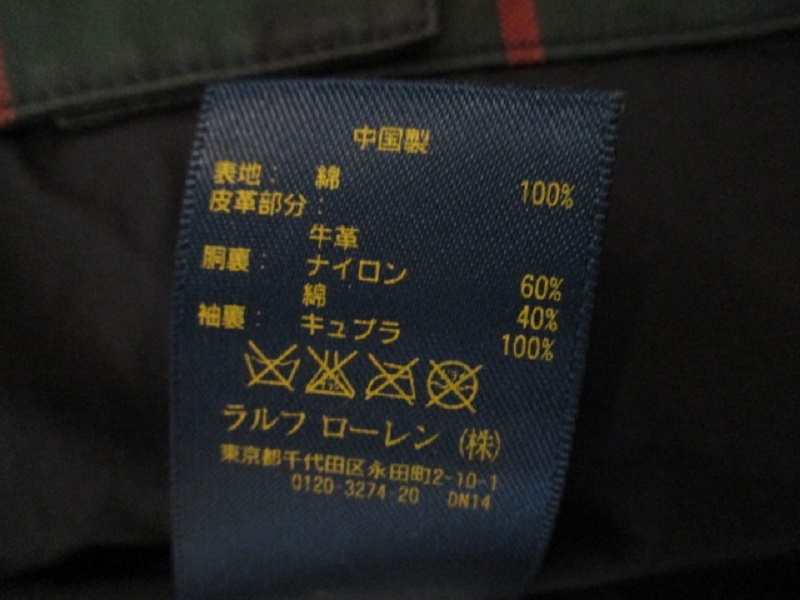 中国製
表地： 綿 100%
皮革部分：
牛革
胴裏： ナイロン 60%
綿 40%
袖裏： キュプラ 100%
ラルフ ローレン (株)
東京都千代田区永田町2-10-1
0120-3274-20 DN14